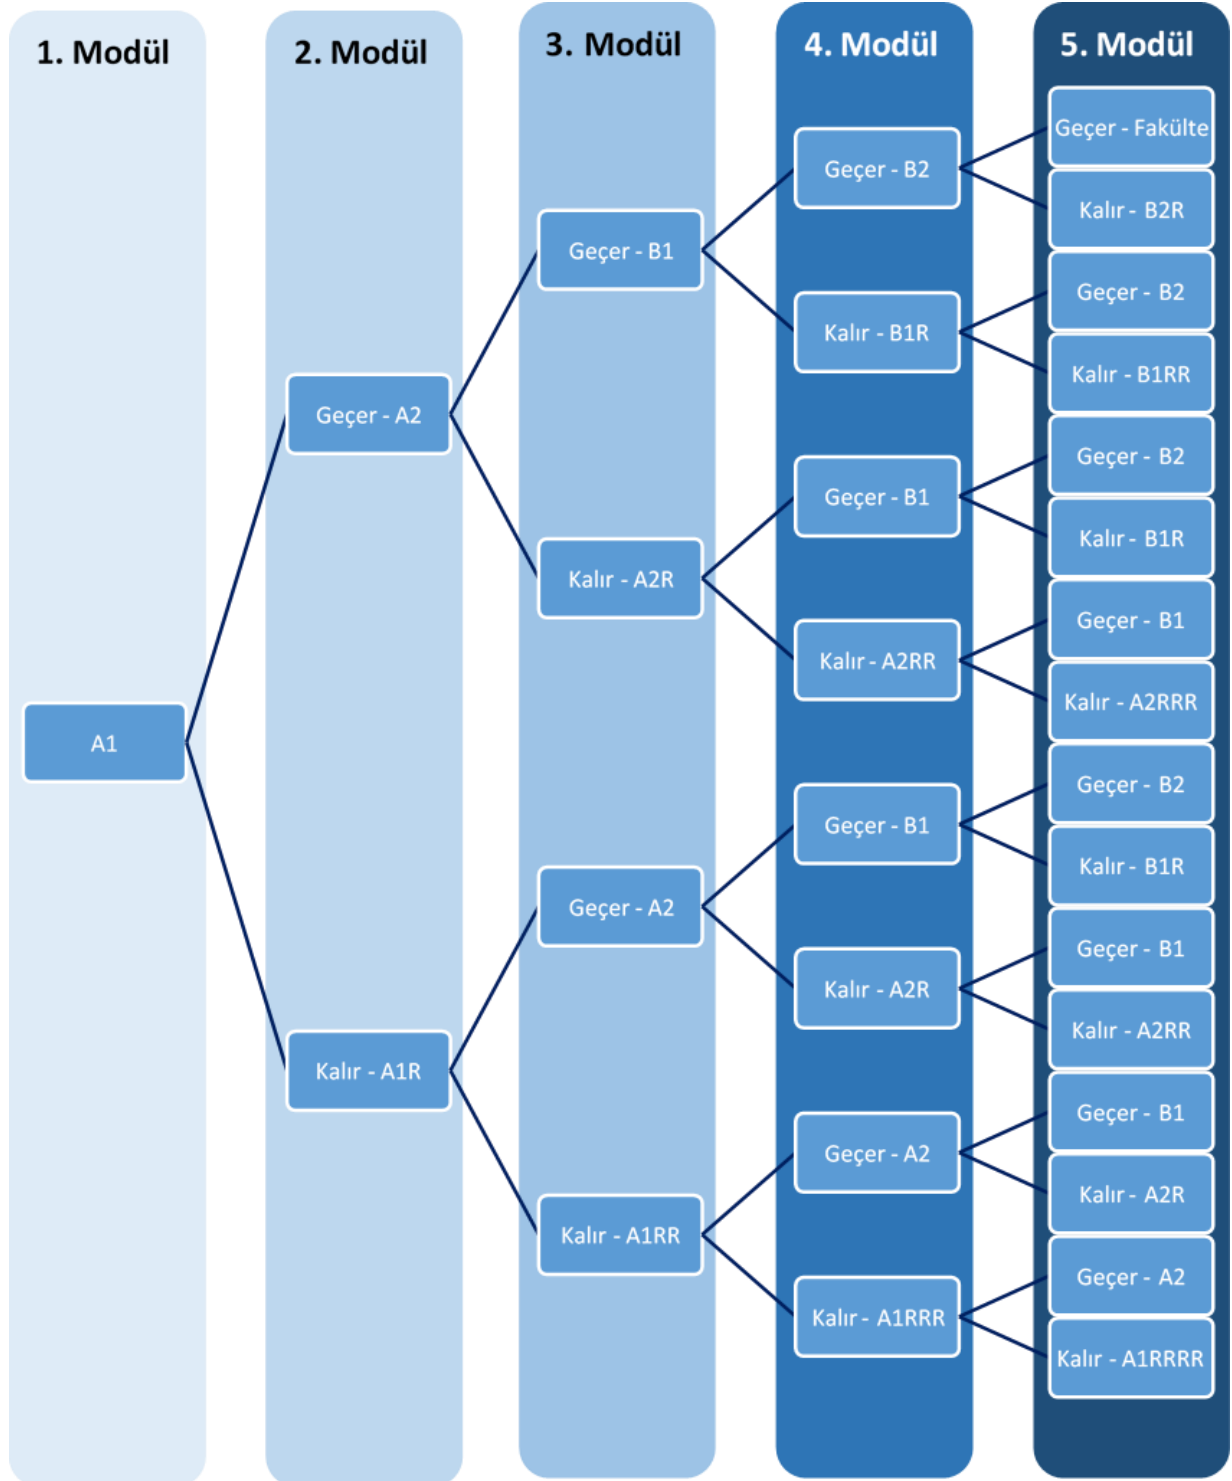 1. Modül
2. Modül
3. Modül
4. Modül
5. Modül
A1
Geçer - A2
Kalır - A1R
Geçer - B1
Kalır - A2R
Geçer - A2
Kalır - A1RR
Geçer - B2
Kalır - B1R
Geçer - B1
Kalır - A2RR
Geçer - B1
Kalır - A2R
Geçer - A2
Kalır - A1RRR
Geçer - Fakülte
Kalır - B2R
Geçer - B2
Kalır - B1RR
Geçer - B2
Kalır - B1R
Geçer - B1
Kalır - A2RRR
Geçer - B2
Kalır - B1R
Geçer - B1
Kalır - A2RR
Geçer - B1
Kalır - A2R
Geçer - A2
Kalır - A1RRRR